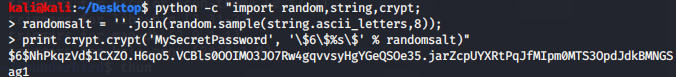 kali@kali:~/Desktop$ python -c "import random,string,crypt;
> randomsalt = ''.join(random.sample(string.ascii_letters,8));
> print crypt.crypt('MySecretPassword', '\$6\$%s\$' % randomsalt)"
$6$NhPkqzVd$1CXZO.H6qo5.VCBls0OOIMO3JO7Rw4gqvvsyHgYGeQSOe35.jarZcpUYXRtPqJfMIpm0MTS3OpdJdkBMNGS
ag1